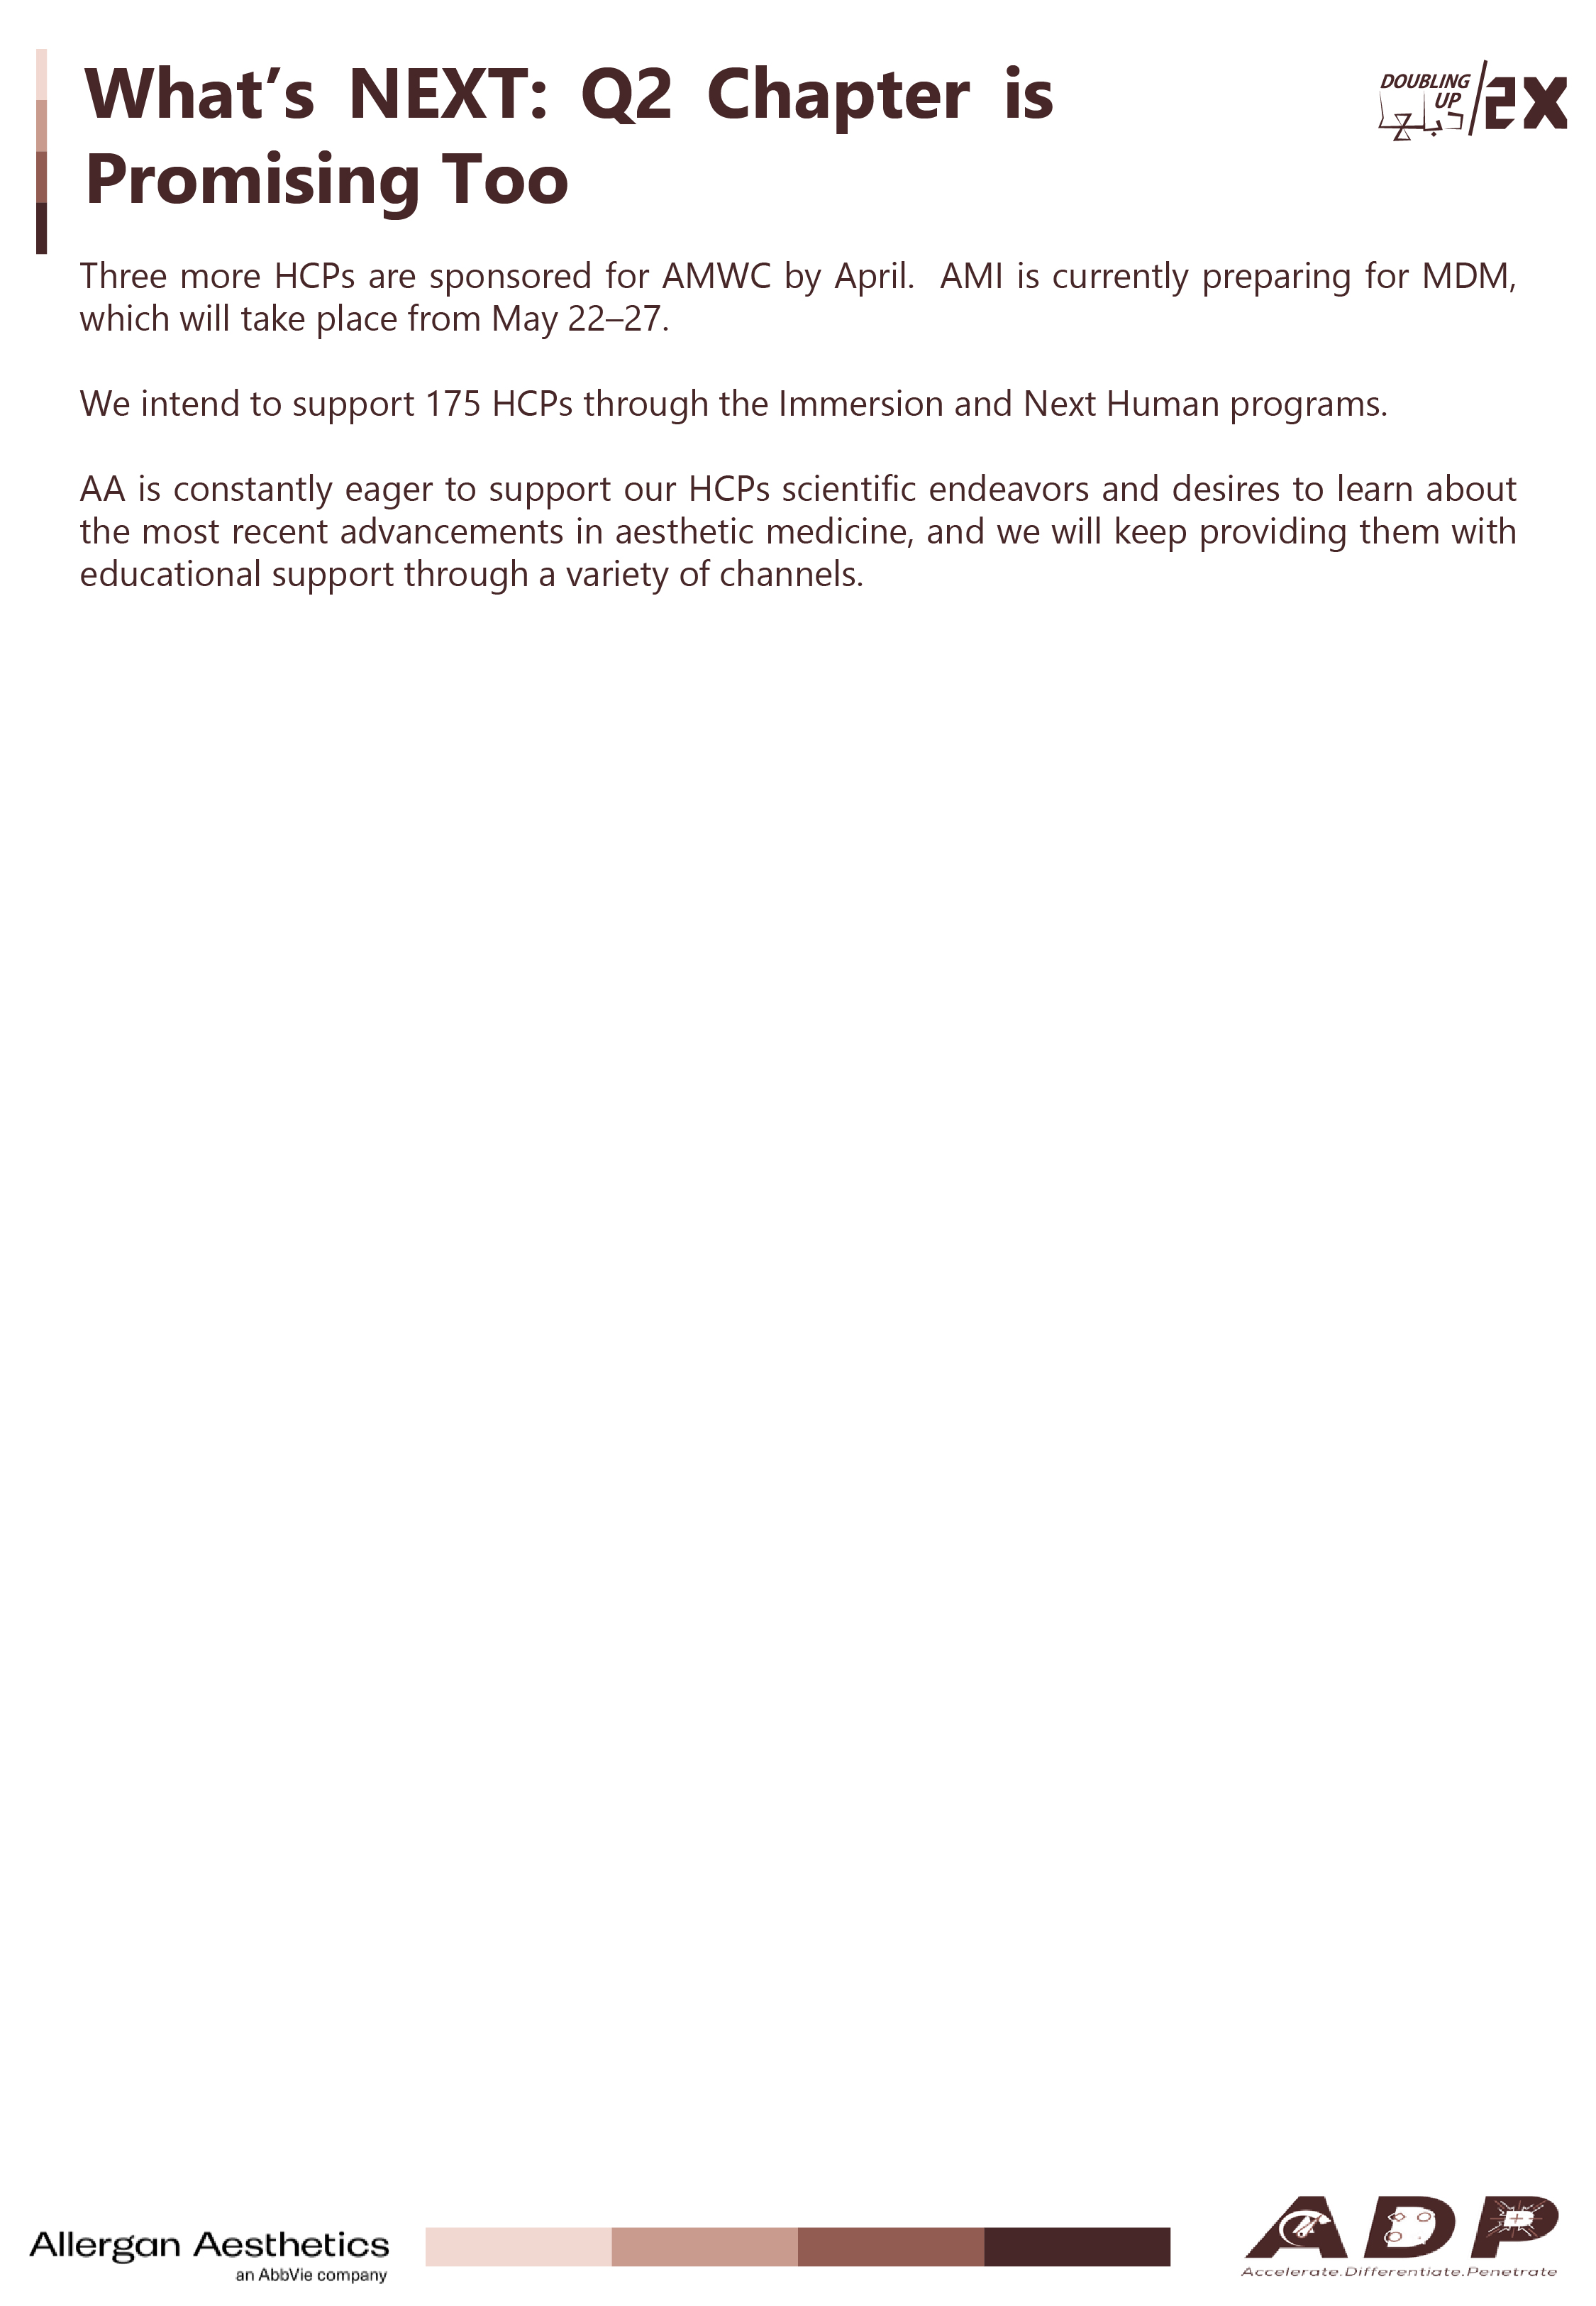 What’s NEXT: Q2 Chapter is
Promising Too
DOUBLING
UP
2X
Three more HCPs are sponsored for AMWC by April.  AMI is currently preparing for MDM,
which will take place from May 22–27.
We intend to support 175 HCPs through the Immersion and Next Human programs.
AA is constantly eager to support our HCPs scientific endeavors and desires to learn about
the most recent advancements in aesthetic medicine, and we will keep providing them with
educational support through a variety of channels.
Allergan Aesthetics
an AbbVie company
ADP
Accelerate.Differentiate.Penetrate